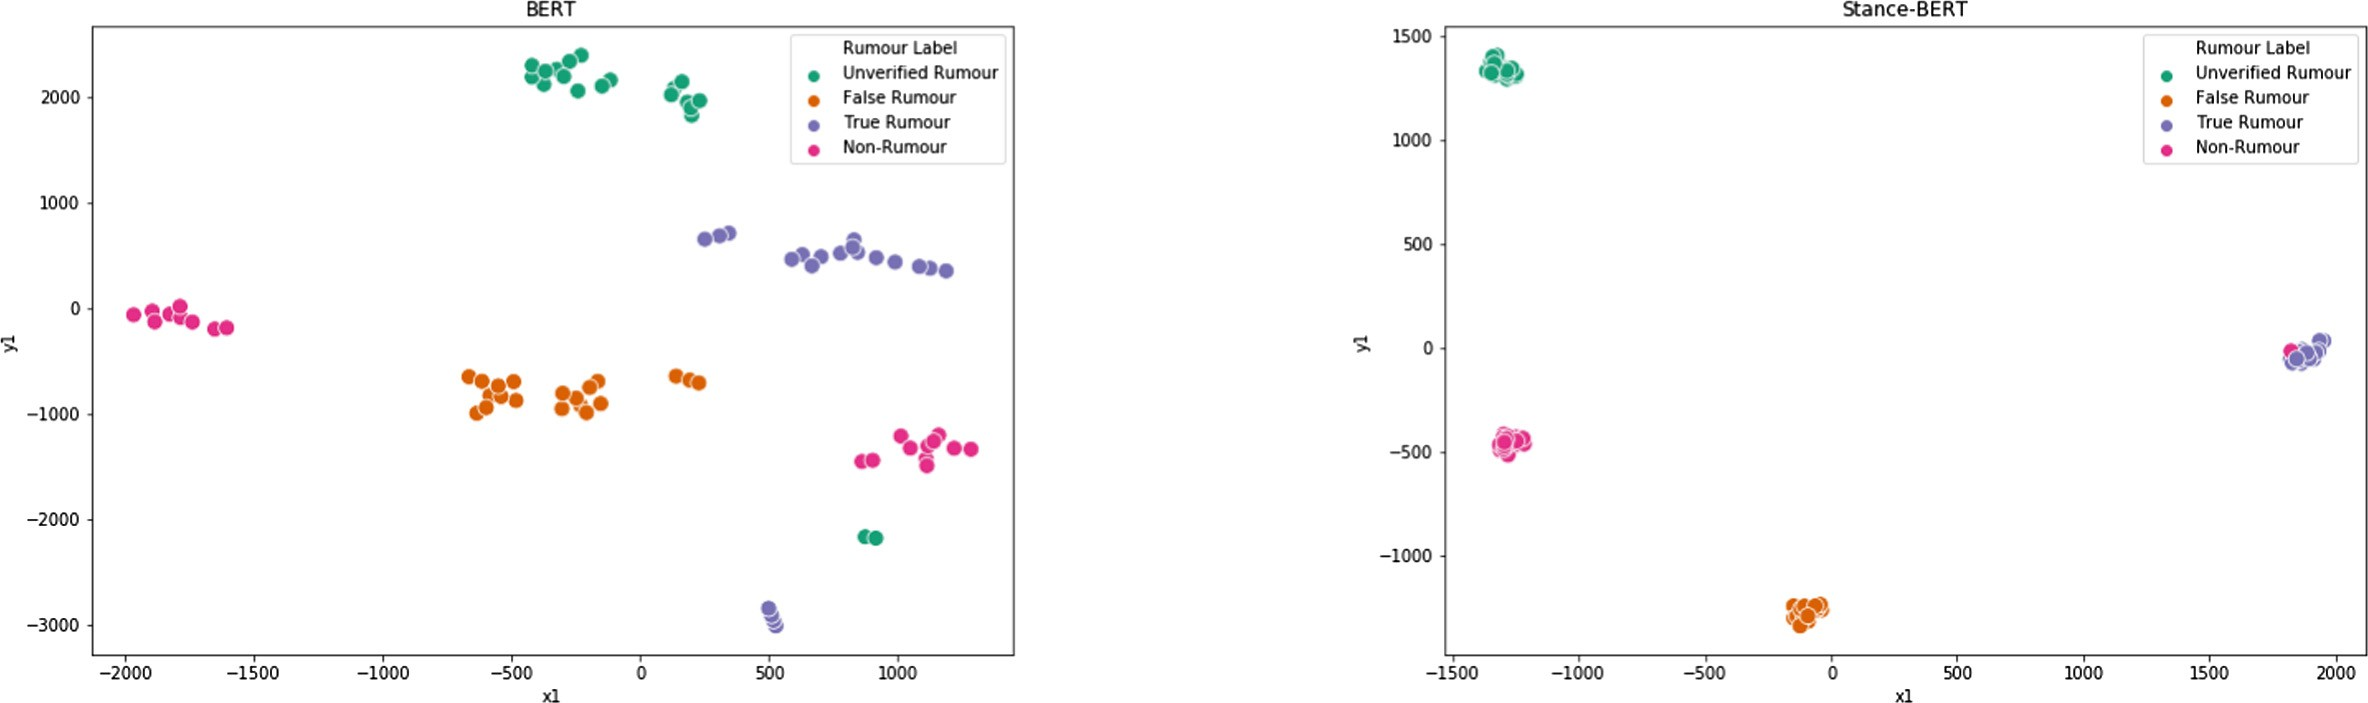 BERT
Rumour Label
Unverified Rumour
False Rumour
True Rumour
Non-Rumour
2000
1000
0
−1000
−2000
−3000
y1
−2000 −1500 −1000 −500 0 500 1000
x1
Stance-BERT
Rumour Label
Unverified Rumour
False Rumour
True Rumour
Non-Rumour
1500
1000
500
0
−500
−1000
y1
−1500 −1000 −500 0 500 1000 1500 2000
x1